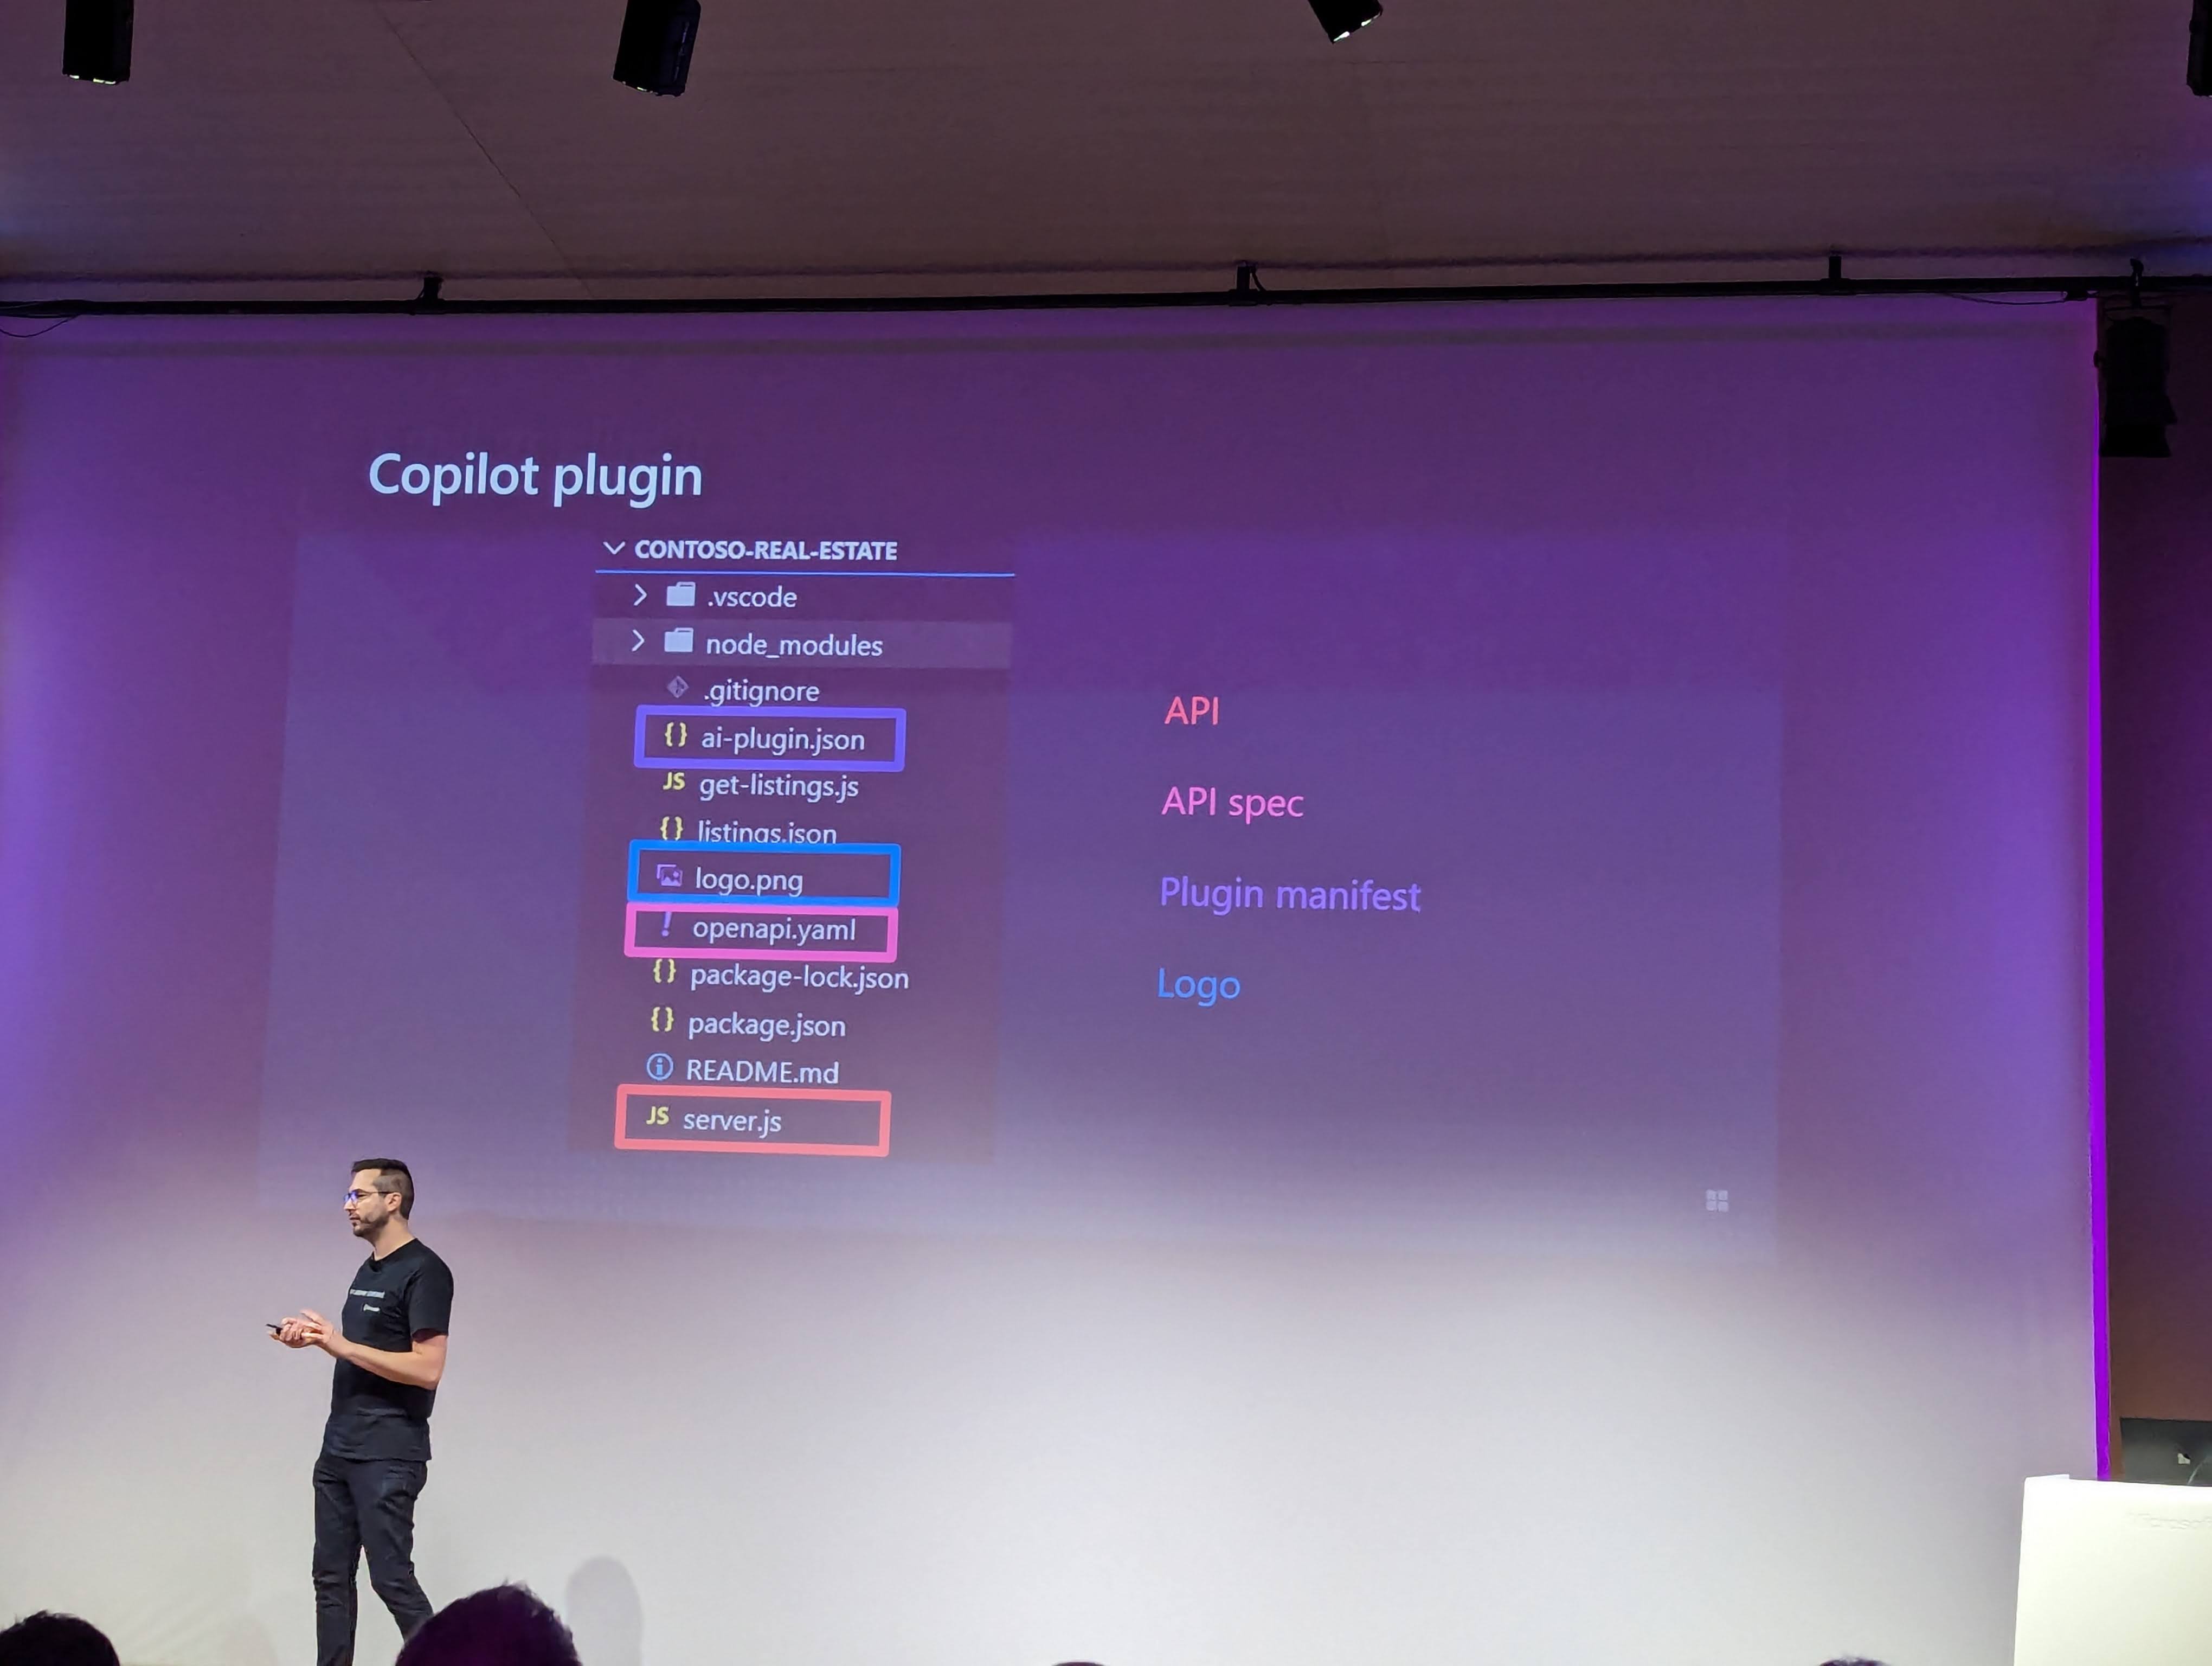 Copilot plugin
CONTOSO-REAL-ESTATE
.vscode
node_modules
.gitignore
{} ai-plugin.json
JS get-listings.js
{} listings.json
logo.png
! openapi.yaml
{} package-lock.json
{} package.json
README.md
JS server.js
API
API spec
Plugin manifest
Logo